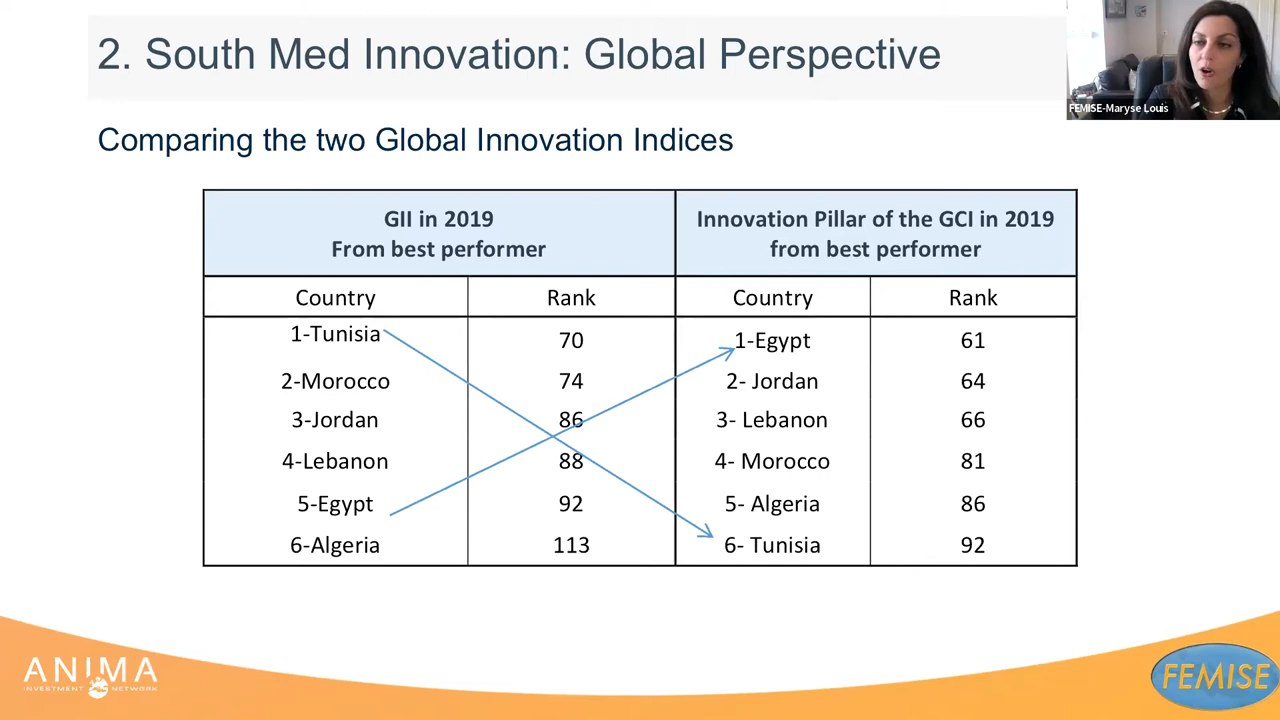 2. South Med Innovation: Global Perspective
FEMISE-Maryse Louis
Comparing the two Global Innovation Indices
GII in 2019
From best performer
Innovation Pillar of the GCI in 2019
from best performer
Country Rank Country Rank
1-Tunisia 70 1-Egypt 61
2-Morocco 74 2- Jordan 64
3-Jordan 86 3- Lebanon 66
4-Lebanon 88 4- Morocco 81
5-Egypt 92 5- Algeria 86
6-Algeria 113 6- Tunisia 92
ANIMA
INVESTMENT NETWORK
FEMISE